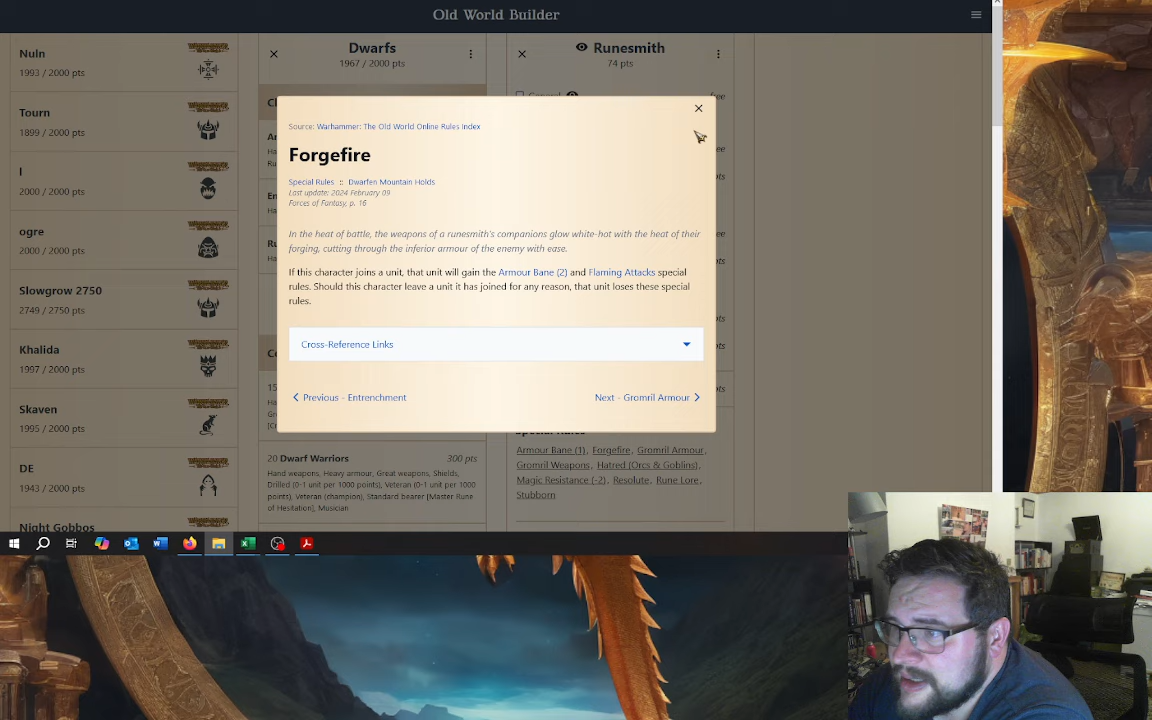 Old World Builder
Nuln
1993 / 2000 pts
Tourn
1899 / 2000 pts
I
2000 / 2000 pts
ogre
2000 / 2000 pts
Slowgrow 2750
2749 / 2750 pts
Khalida
1997 / 2000 pts
Skaven
1995 / 2000 pts
DE
1943 / 2000 pts
Night Gobbos
Dwarfs
1967 / 2000 pts
Runesmith
74 pts
Source: Warhammer: The Old World Online Rules Index
Forgefire
Special Rules :: Dwarfen Mountain Holds
Last update: 2024 February 09
Forces of Fantasy, p. 16
In the heat of battle, the weapons of a runesmith's companions glow white-hot with the heat of their
forging, cutting through the inferior armour of the enemy with ease.
If this character joins a unit, that unit will gain the Armour Bane (2) and Flaming Attacks special
rules. Should this character leave a unit it has joined for any reason, that unit loses these special
rules.
Cross-Reference Links
Previous - Entrenchment
Next - Gromril Armour
20 Dwarf Warriors 300 pts
Hand weapons, Heavy armour, Great weapons, Shields,
Drilled (0-1 unit per 1000 points), Veteran (0-1 unit per 1000
points), Veteran (champion), Standard bearer [Master Rune
of Hesitation], Musician
Armour Bane (1), Forgefire, Gromril Armour,
Gromril Weapons, Hatred (Orcs & Goblins),
Magic Resistance (-2), Resolute, Rune Lore,
Stubborn